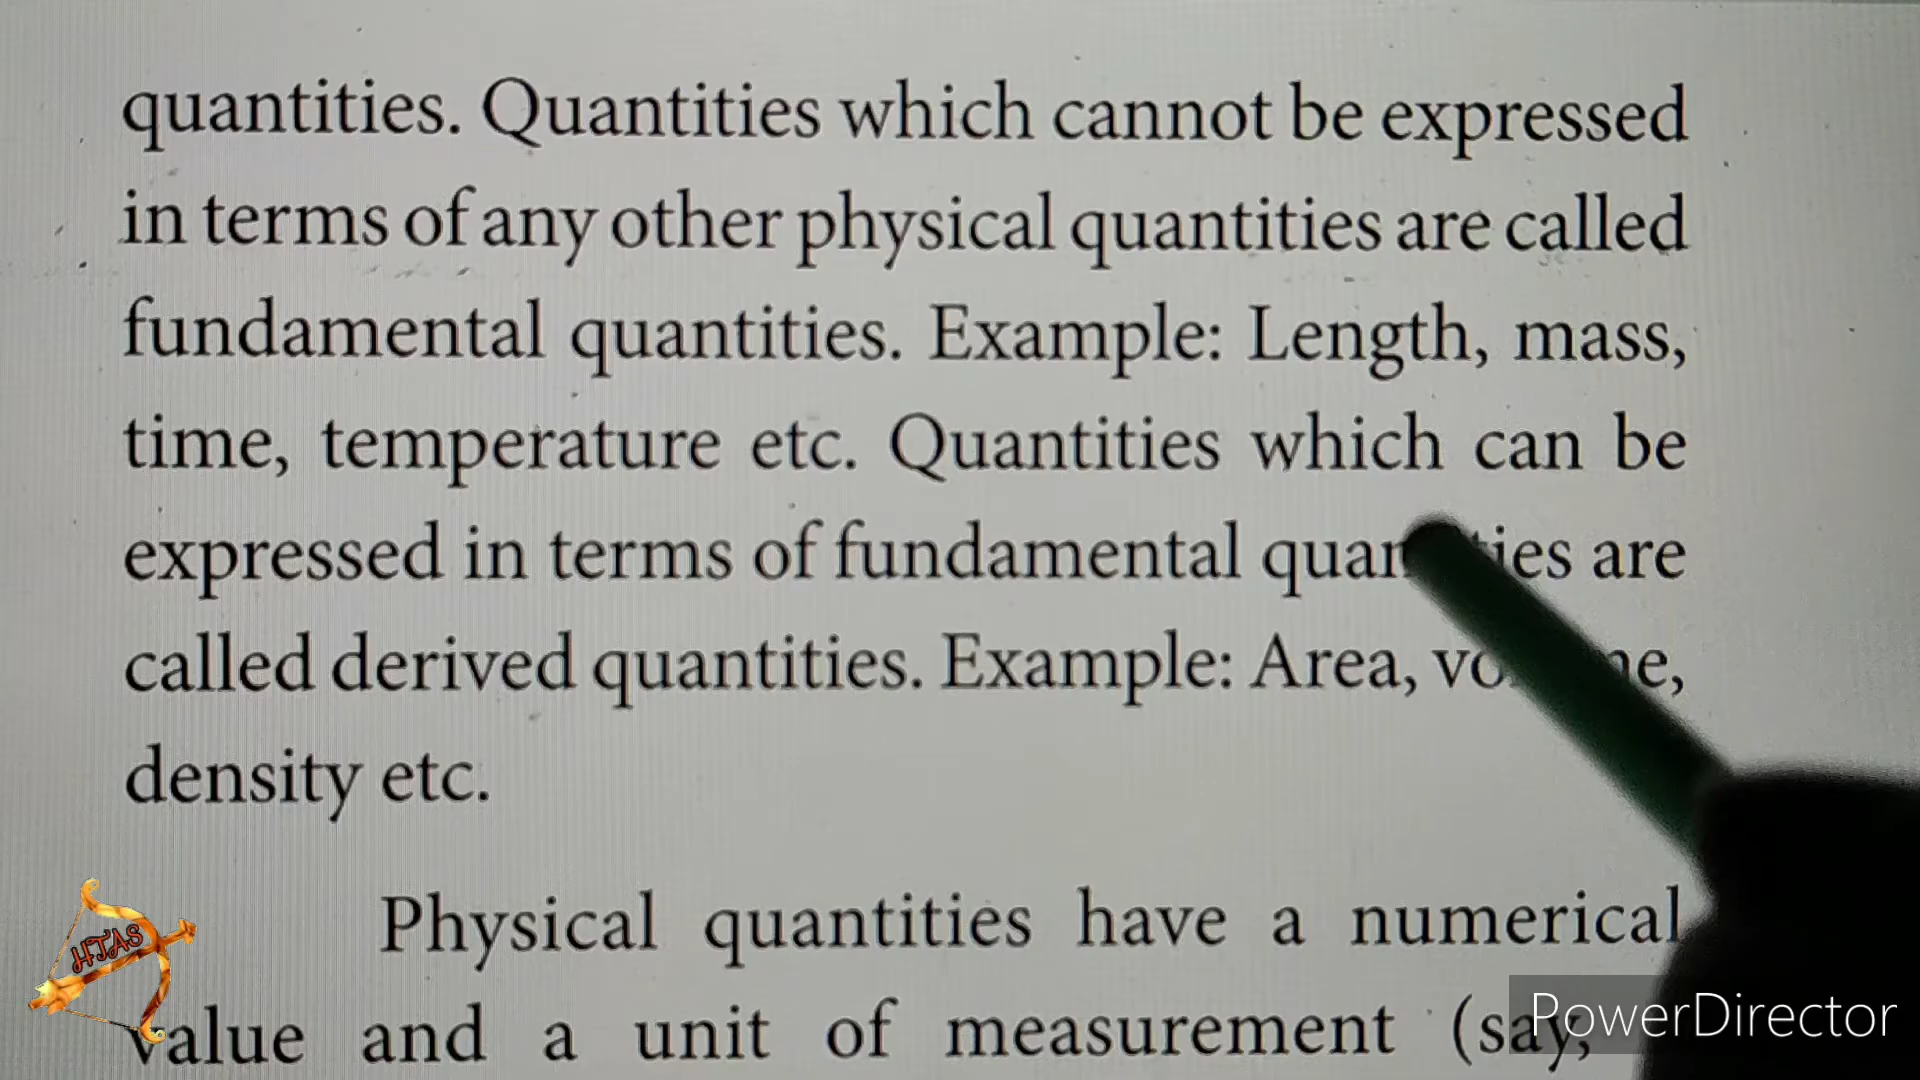 quantities. Quantities which cannot be expressed
in terms of any other physical quantities are called
fundamental quantities. Example: Length, mass,
time, temperature etc. Quantities which can be
expressed in terms of fundamental are
called derived quantities. Example: Area,
density etc.
Physical quantities have a numerical
value and a unit of measurement (say,
HTAS
PowerDirector